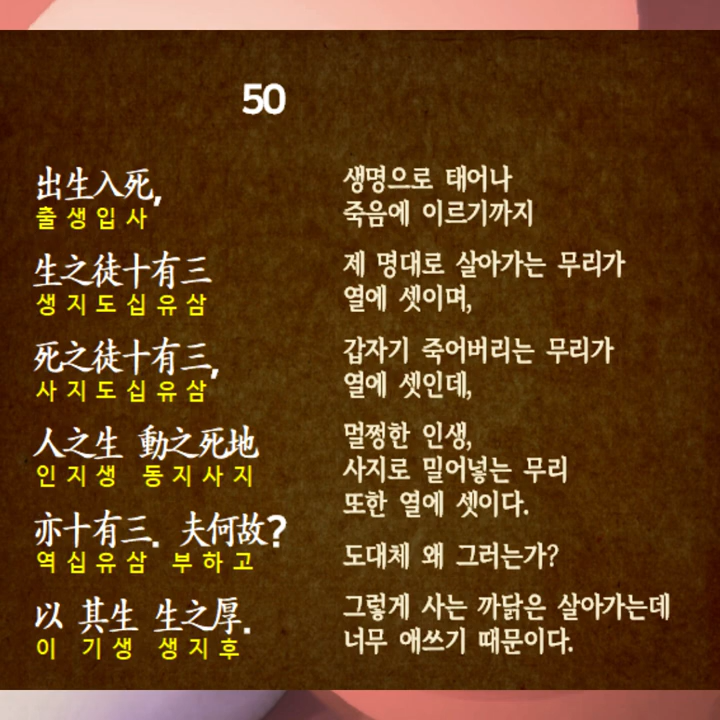 50
出生入死,
출생입사
生之徒十有三
생지도십유삼
死之徒十有三,
사지도십유삼
人之生 動之死地
인지생 동지사지
亦十有三. 夫何故?
역십유삼 부하고
以 其生 生之厚.
이 기생 생지후
생명으로 태어나
죽음에 이르기까지
제 명대로 살아가는 무리가
열에 셋이며,
갑자기 죽어버리는 무리가
열에 셋인데,
멀쩡한 인생,
사지로 밀어넣는 무리
또한 열에 셋이다.
도대체 왜 그러는가?
그렇게 사는 까닭은 살아가는데
너무 애쓰기 때문이다.